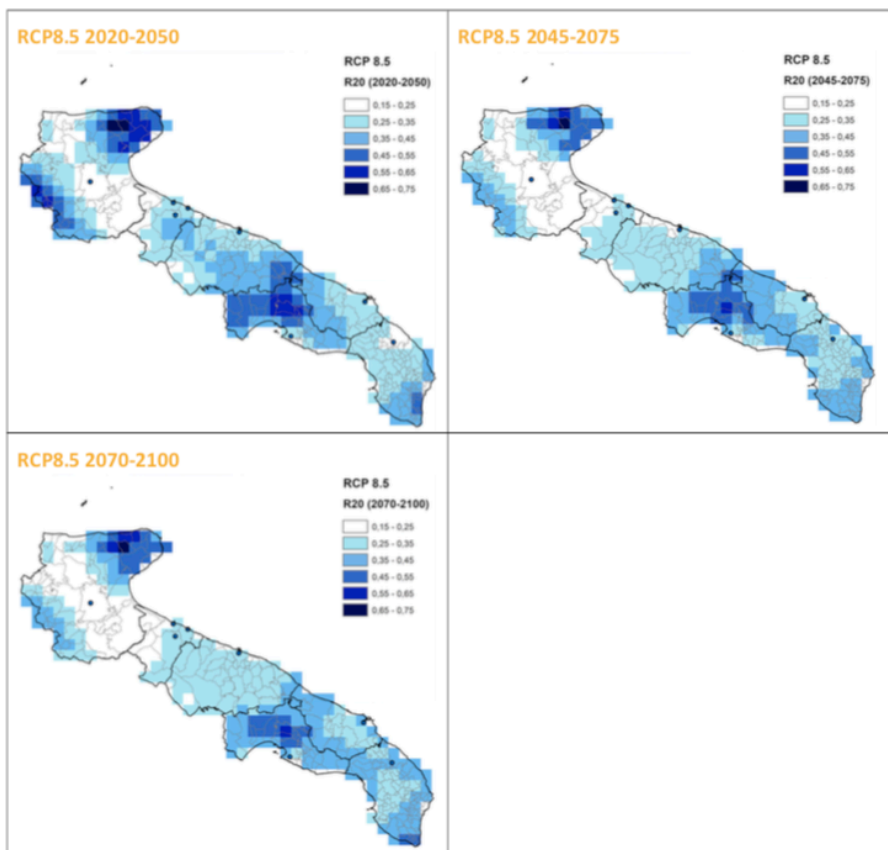 RCP8.5 2020-2050
RCP 8.5
R20 (2020-2050)
0,15 - 0,25
0,25 - 0,35
0,35 - 0,45
0,45 - 0,55
0,55 - 0,65
0,65 - 0,75
RCP8.5 2045-2075
RCP 8.5
R20 (2045-2075)
0,15 - 0,25
0,25 - 0,35
0,35 - 0,45
0,45 - 0,55
0,55 - 0,65
0,65 - 0,75
RCP8.5 2070-2100
RCP 8.5
R20 (2070-2100)
0,15 - 0,25
0,25 - 0,35
0,35 - 0,45
0,45 - 0,55
0,55 - 0,65
0,65 - 0,75